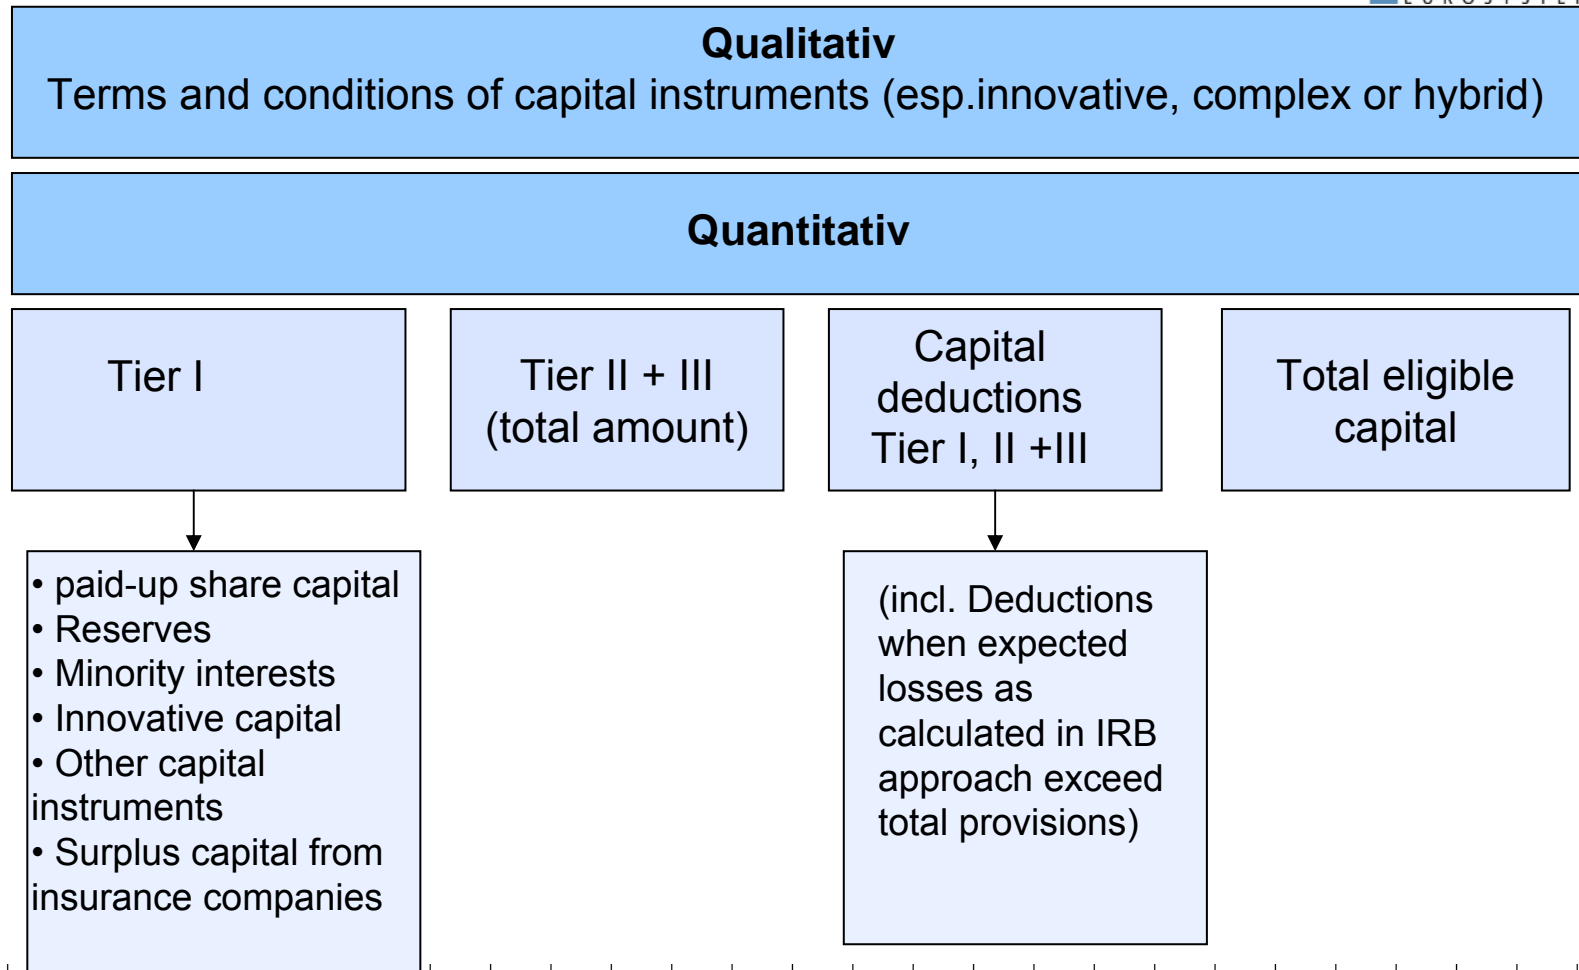 Qualitativ
Terms and conditions of capital instruments (esp.innovative, complex or hybrid)
Quantitativ
Tier I
Tier II + III
(total amount)
Capital
deductions
Tier I, II +III
Total eligible
capital
• paid-up share capital
• Reserves
• Minority interests
• Innovative capital
• Other capital
instruments
• Surplus capital from
insurance companies
(incl. Deductions
when expected
losses as
calculated in IRB
approach exceed
total provisions)